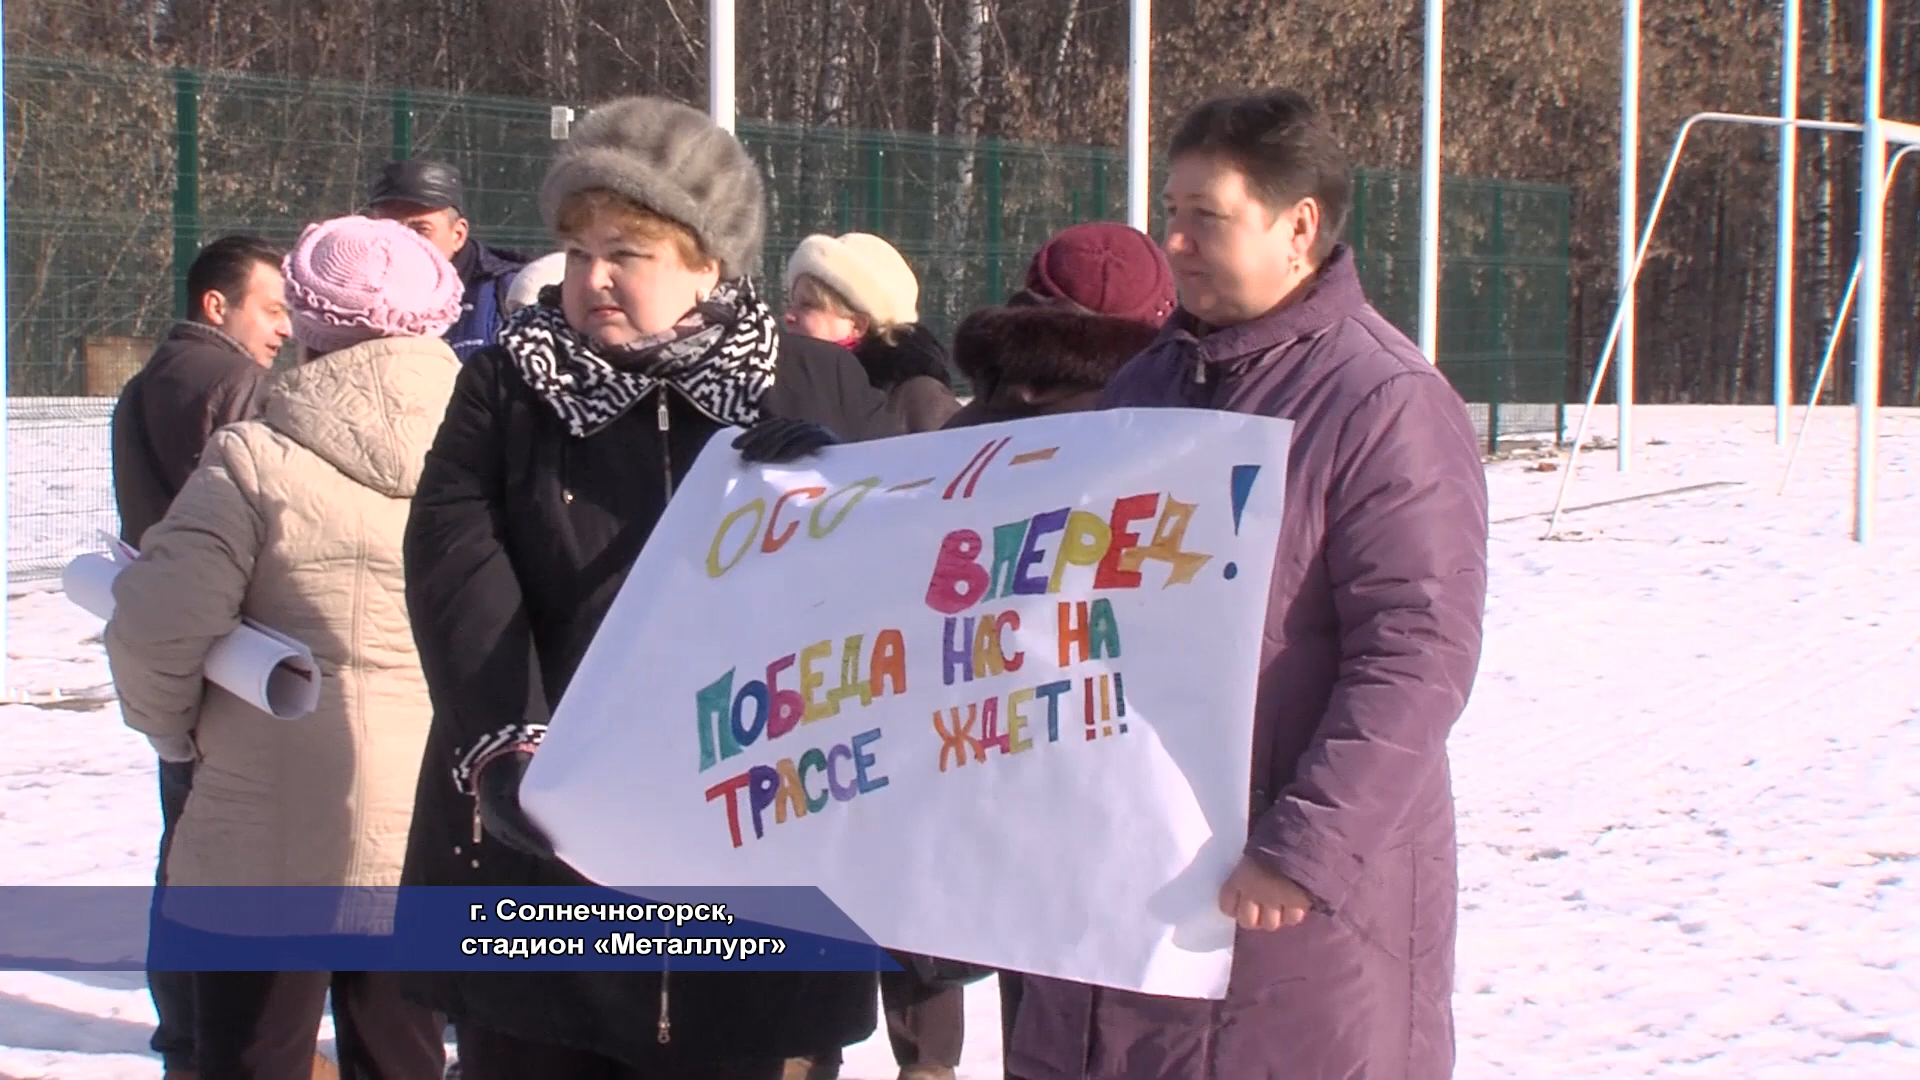 ОСО - II -
ВПЕРЕД!
ПОБЕДА НАС НА
ТРАССЕ ЖДЕТ!!!
г. Солнечногорск,
стадион «Металлург»